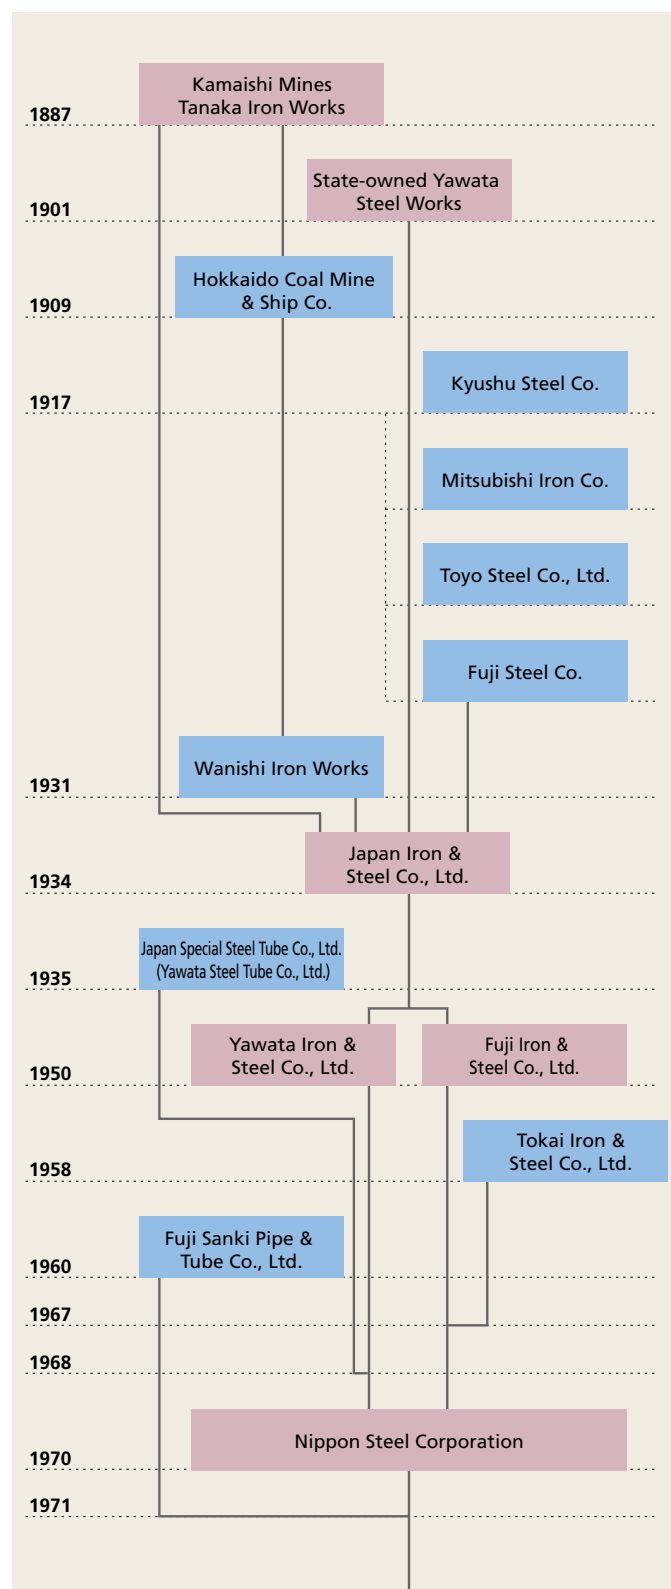 Kamaishi Mines
Tanaka Iron Works
1887
State-owned Yawata
Steel Works
1901
Hokkaido Coal Mine
& Ship Co.
1909
Kyushu Steel Co.
1917
Mitsubishi Iron Co.
Toyo Steel Co., Ltd.
Fuji Steel Co.
Wanishi Iron Works
1931
Japan Iron &
Steel Co., Ltd.
1934
Japan Special Steel Tube Co., Ltd.
(Yawata Steel Tube Co., Ltd.)
1935
Yawata Iron &
Steel Co., Ltd.
Fuji Iron &
Steel Co., Ltd.
1950
Tokai Iron &
Steel Co., Ltd.
1958
Fuji Sanki Pipe &
Tube Co., Ltd.
1960
1967
1968
Nippon Steel Corporation
1970
1971